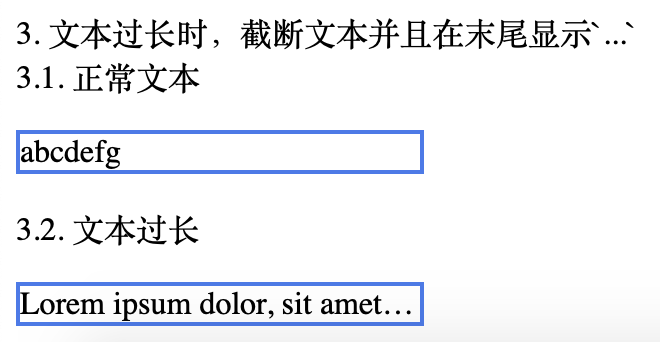 3. 文本过长时，截断文本并且在末尾显示`...`
3.1. 正常文本
abcdefg
3.2. 文本过长
Lorem ipsum dolor, sit amet…